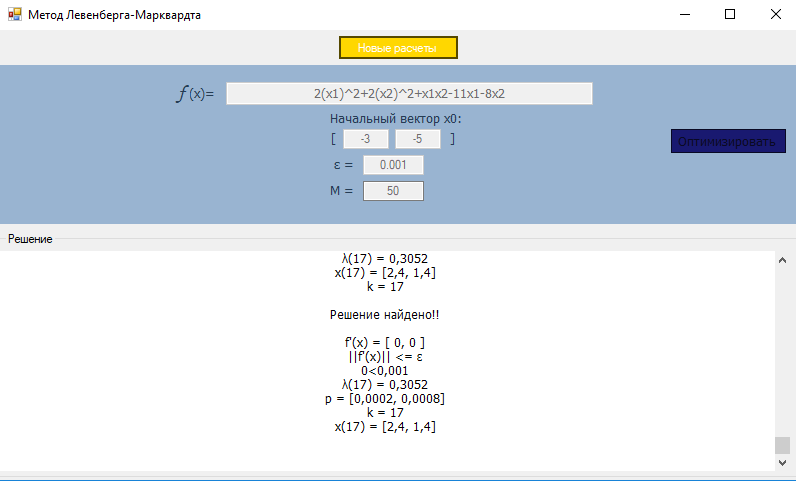 Метод Левенберга-Марквардта
Новые расчеты
f(x)= 2(x1)^2+2(x2)^2+x1x2-11x1-8x2
Начальный вектор x0:
[ -3 -5 ]
Оптимизировать
ε = 0.001
M = 50
Решение
λ(17) = 0,3052
x(17) = [2,4, 1,4]
k = 17
Решение найдено!!
f'(x) = [ 0, 0 ]
||f'(x)|| <= ε
0<0,001
λ(17) = 0,3052
p = [0,0002, 0,0008]
k = 17
x(17) = [2,4, 1,4]